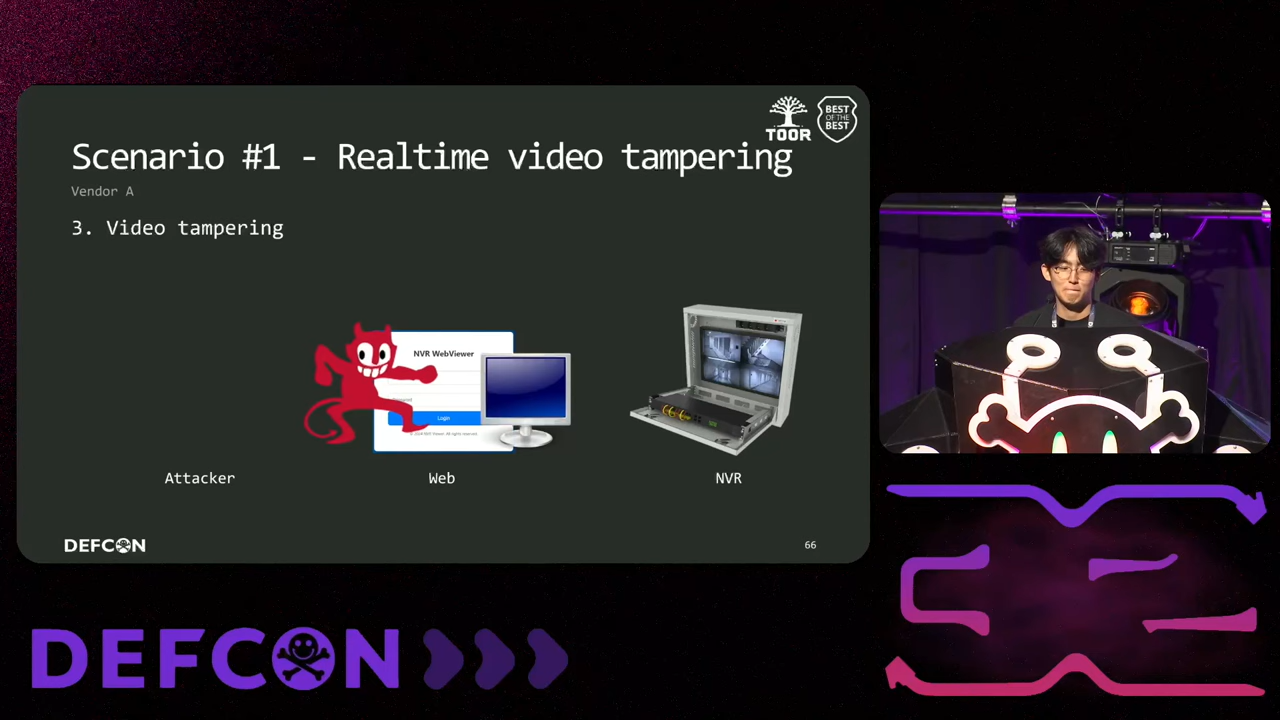 TOOR
BEST
OF THE
BEST
Scenario #1 - Realtime video tampering
Vendor A
3. Video tampering
NVR WebViewer
Login
Attacker
Web
NVR
DEFCON
66
DEFCON